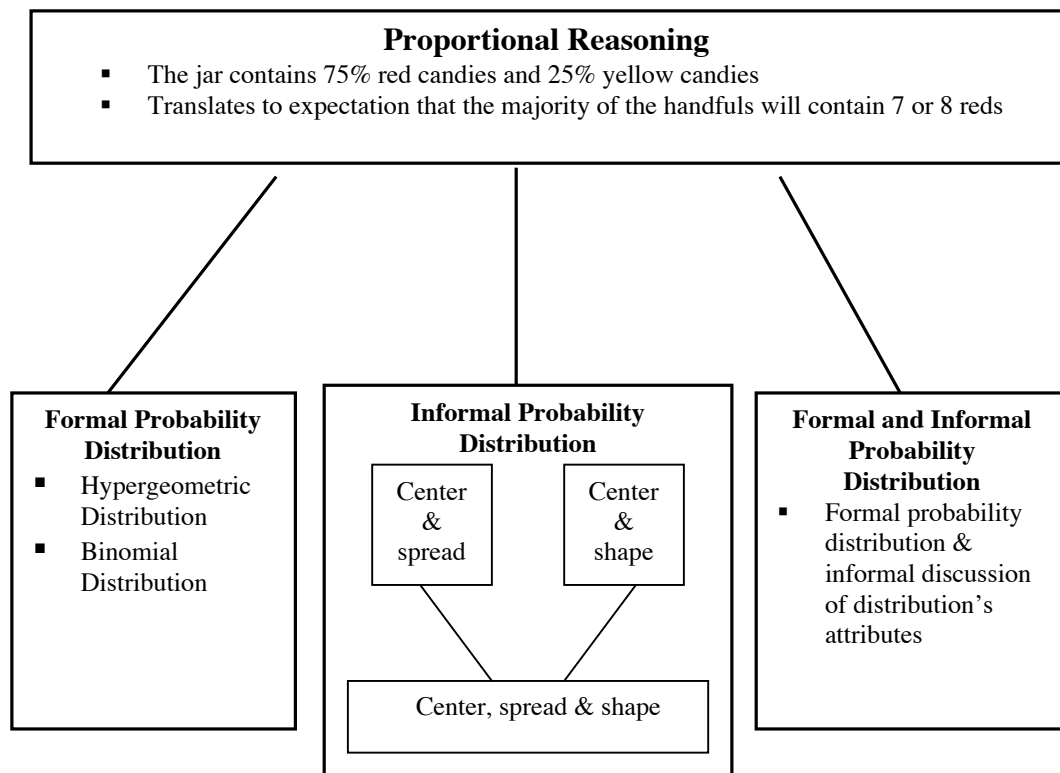 Proportional Reasoning
▪ The jar contains 75% red candies and 25% yellow candies
▪ Translates to expectation that the majority of the handfuls will contain 7 or 8 reds
Formal Probability
Distribution
▪ Hypergeometric
Distribution
▪ Binomial
Distribution
Informal Probability
Distribution
Center
&
spread
Center
&
shape
Center, spread & shape
Formal and Informal
Probability
Distribution
▪ Formal probability
distribution &
informal discussion
of distribution’s
attributes